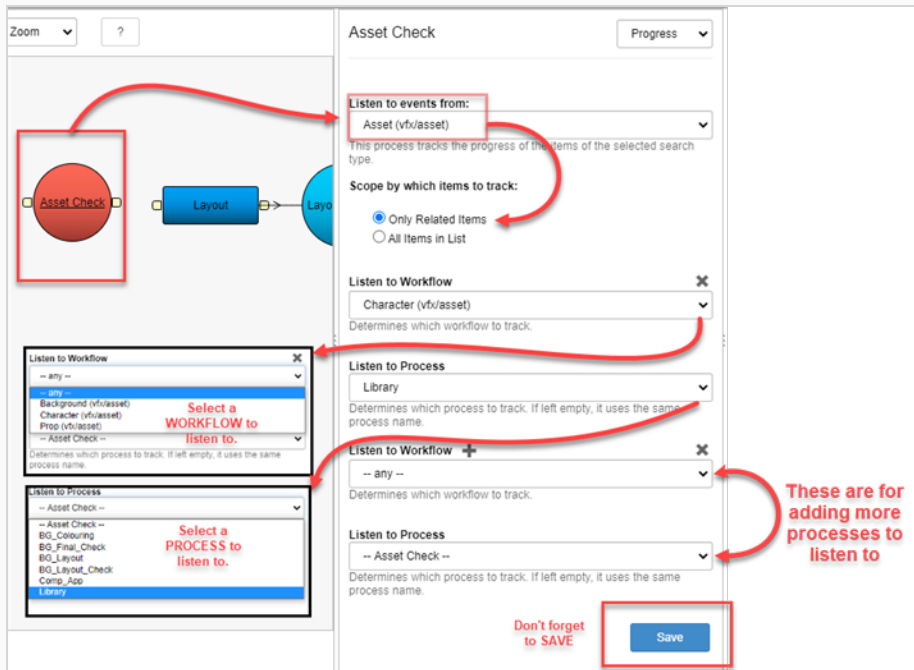 Zoom
?
Asset Check
Layout
Layo
Asset Check
Progress
Listen to events from:
Asset (vfx/asset)
This process tracks the progress of the items of the selected search
type.
Scope by which items to track:
Only Related Items
All Items in List
Listen to Workflow
Character (vfx/asset)
Determines which workflow to track.
Listen to Process
Library
Determines which process to track. If left empty, it uses the same
process name.
Listen to Workflow
-- any --
Determines which workflow to track.
Listen to Process
-- Asset Check --
Determines which process to track. If left empty, it uses the same
process name.
Don't forget
to SAVE
Save
These are for
adding more
processes to
listen to
Listen to Workflow
-- any --
-- any --
Background (vfx/asset)
Character (vfx/asset)
Prop (vfx/asset)
-- Asset Check --
Determines which process to track. If left empty, it uses the same
process name.
Select a
WORKFLOW to
listen to.
Listen to Process
-- Asset Check --
-- Asset Check --
BG_Colouring
BG_Final_Check
BG_Layout
BG_Layout_Check
Comp_App
Library
Select a
PROCESS to
listen to.